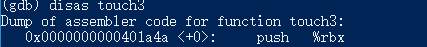 (gdb) disas touch3
Dump of assembler code for function touch3:
0x0000000000401a4a <+0>: push %rbx